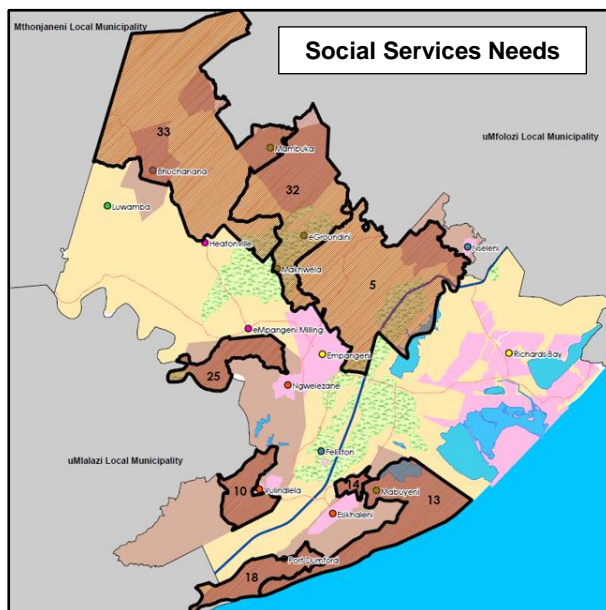 Mthonjaneni Local Municipality
Social Services Needs
uMfolozi Local Municipality
33
Mambuka
Bhuchanana
32
Luwamba
eGroundini
Nseleni
Heatonville
Makhwela
5
eMpangeni Milling
Empangeni
Richards Bay
25
Ngwelezane
uMlalazi Local Municipality
Felixton
10
Vulindlela
14
Mabuyeni
13
Esikhaleni
Port Durnford
18